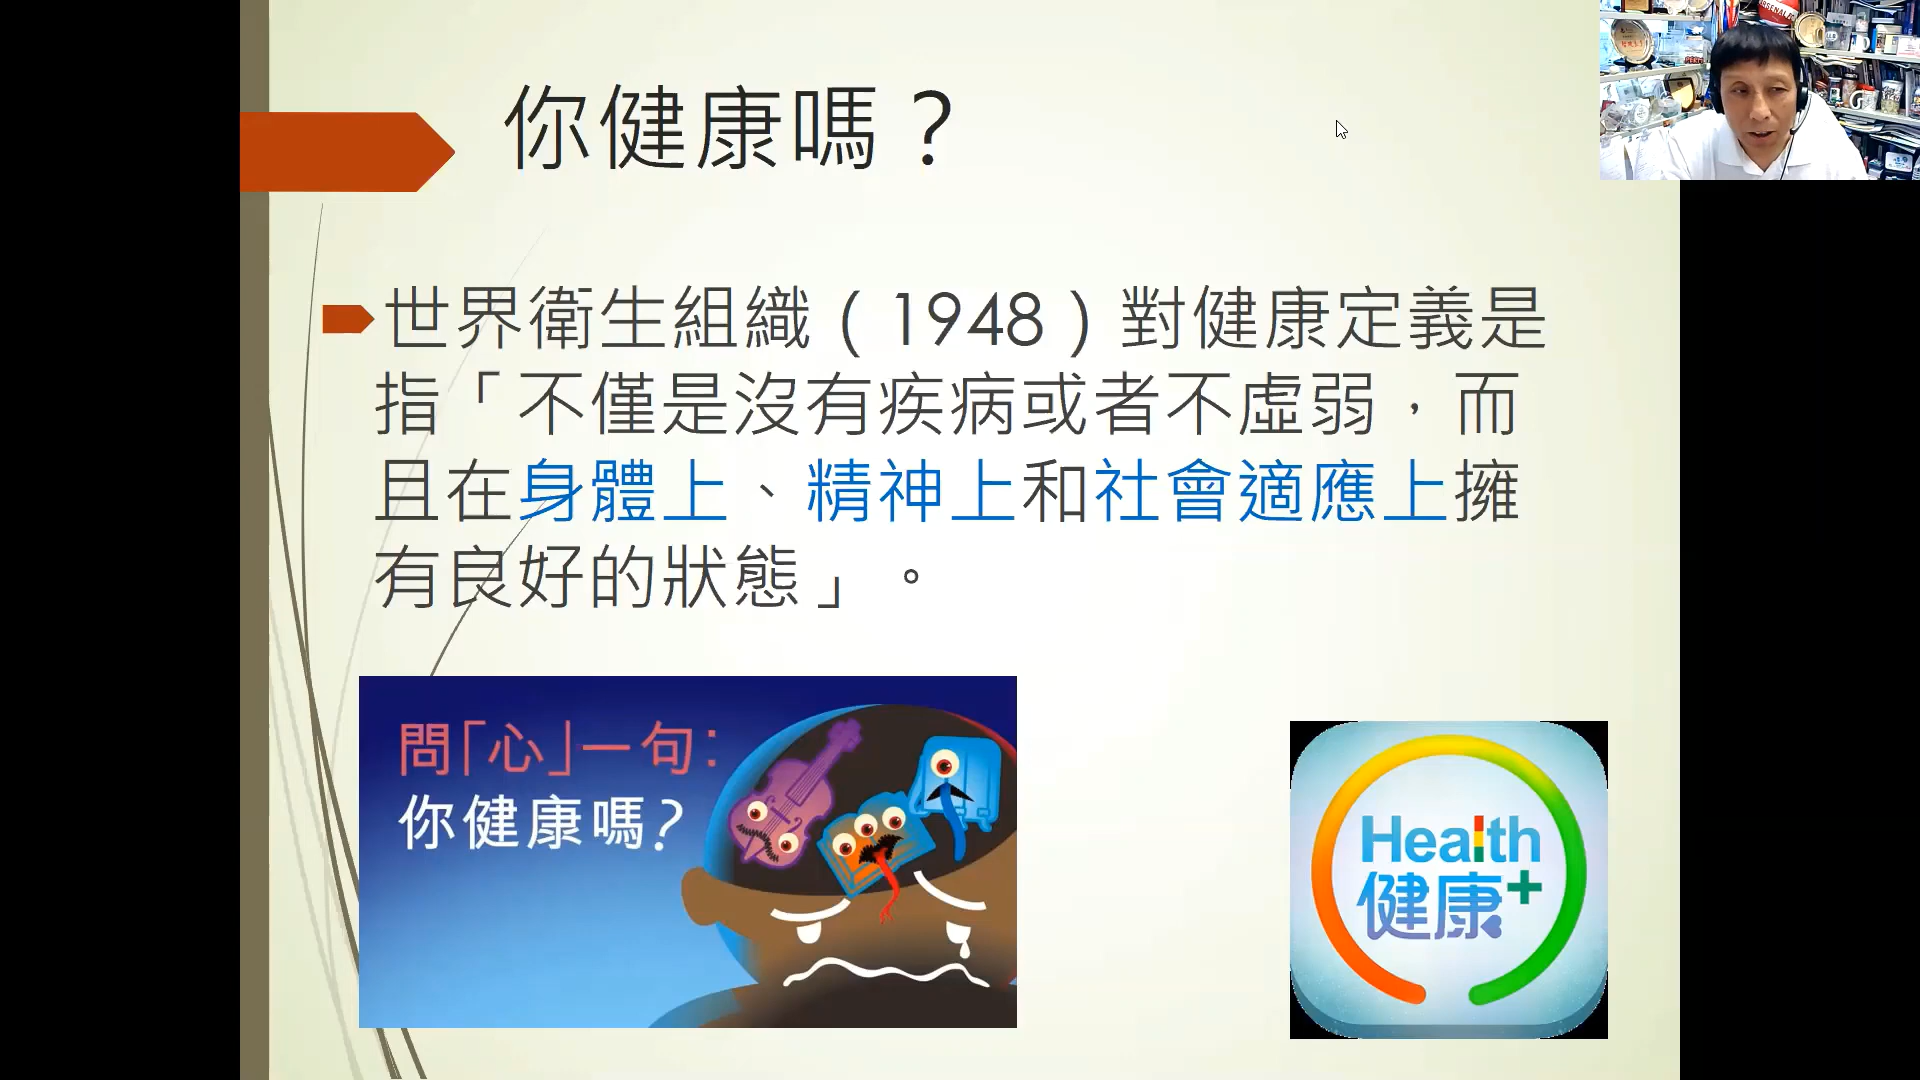 你健康嗎？
世界衛生組織（1948）對健康定義是
指「不僅是沒有疾病或者不虛弱，而
且在身體上、精神上和社會適應上擁
有良好的狀態」。
問「心」一句：
你健康嗎？
Health
健康+